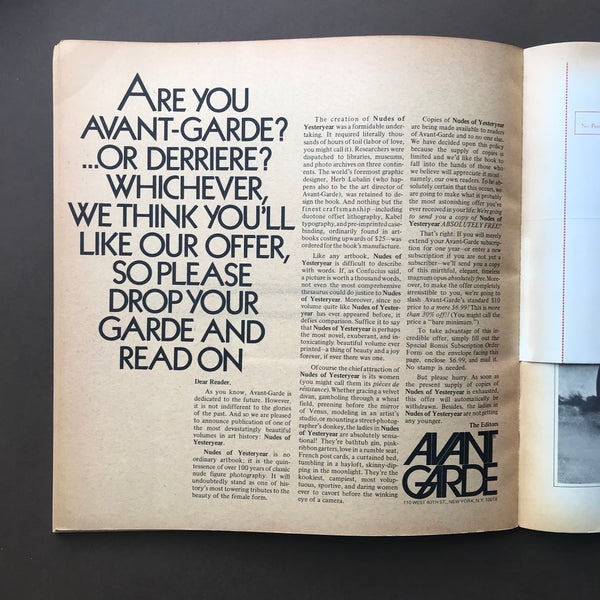 ARE YOU
AVANT-GARDE?
...OR DERRIERE?
WHICHEVER,
WE THINK YOU'LL
LIKE OUR OFFER,
SO PLEASE
DROP YOUR
GARDE AND
READ ON
Dear Reader,
As you know, Avant-Garde is
dedicated to the future. However,
it is not indifferent to the glories
of the past. And so we are pleased
to announce publication of one of
the most devastatingly beautiful
volumes in art history: Nudes of
Yesteryear.
Nudes of Yesteryear is no
ordinary artbook; it is the quin-
tessence of over 100 years of classic
nude figure photography. It will
undoubtedly stand as one of his-
tory's most towering tributes to the
beauty of the female form.
The creation of Nudes of
Yesteryear was a formidable under-
taking. It required literally thou-
sands of hours of toil (labor of love,
you might call it). Researchers were
dispatched to libraries, museums,
and photo archives on three contin-
ents. The world's foremost graphic
designer, Herb Lubalin (who hap-
pens also to be the art director of
Avant-Garde), was retained to de-
sign the book. And nothing but the
finest craftsmanship—including
duotone offset lithography, Kabel
typography, and pre-imprinted case-
binding, ordinarily found in art-
books costing upwards of $25—was
ordered for the book's manufacture.
Like any artbook, Nudes of
Yesteryear is difficult to describe
with words. If, as Confucius said,
a picture is worth a thousand words,
not even the most comprehensive
thesaurus could do justice to Nudes
of Yesteryear. Moreover, since no
volume quite like Nudes of Yester-
year has ever appeared before, it
defies comparison. Suffice it to say
that Nudes of Yesteryear is perhaps
the most novel, exuberant, and in-
toxicatingly beautiful volume ever
printed—a thing of beauty and a joy
forever, if ever there was one.
Of course the chief attraction of
Nudes of Yesteryear is its women
(you might call them its pièces de
résistance). Whether gracing a velvet
divan, gamboling through a wheat
field, preening before the mirror
of Venus, modeling in an artist's
studio, or mounting a street-photog-
rapher's donkey, the ladies in Nudes
of Yesteryear are absolutely sensa-
tional! They're bathtub gin, pink-
ribbon garters, love in a rumble seat,
French post cards, a curtained bed,
tumbling in a hayloft, skinny-dip-
ping in the moonlight. They're the
kookiest, campiest, most volup-
tuous, sportive, and daring women
ever to cavort before the winking
eye of a camera.
Copies of Nudes of Yesteryear
are being made available to readers
of Avant-Garde and to no one else.
We have decided upon this policy
because the supply of copies is
limited and we'd like the book to
fall into the hands of those who
we believe will appreciate it most—
namely, our own readers. To be ab-
solutely certain that this occurs, we
are going to make what is probably
the most astonishing offer you've
ever received in your life: We're going
to send you a copy of Nudes of
Yesteryear ABSOLUTELY FREE!
That's right: If you will merely
extend your Avant-Garde subscrip-
tion for one year—or enter a new
subscription if you are not yet a
subscriber—we'll send you a copy
of this mirthful, elegant, timeless
magnum opus absolutely free. More-
over, to make the offer completely
irresistible to you, we're going to
slash Avant-Garde's standard $10
price to a mere $6.99! This is more
than 30% off!! (You might call the
price a "bare minimum.")
To take advantage of this in-
credible offer, simply fill out the
Special Bonus Subscription Order
Form on the envelope facing this
page, enclose $6.99, and mail it.
No stamp is needed.
But please hurry. As soon as
the present supply of copies of
Nudes of Yesteryear is exhausted,
this offer will automatically be
withdrawn. Besides, the ladies in
Nudes of Yesteryear are not getting
any younger.
The Editors
AVANT
GARDE
110 WEST 40TH ST., NEW YORK, N.Y. 10018
No Pos